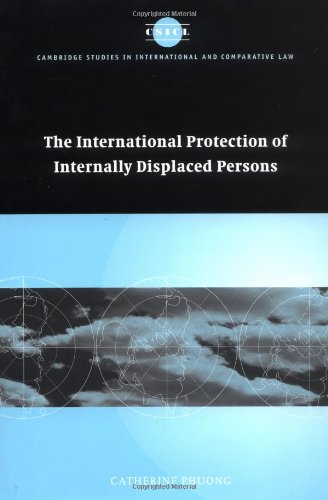 CSICL
CAMBRIDGE STUDIES IN INTERNATIONAL AND COMPARATIVE LAW
The International Protection of
Internally Displaced Persons
CATHERINE PHUONG